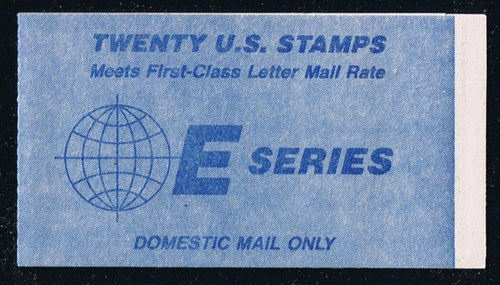 TWENTY U.S. STAMPS
Meets First-Class Letter Mail Rate
E SERIES
DOMESTIC MAIL ONLY